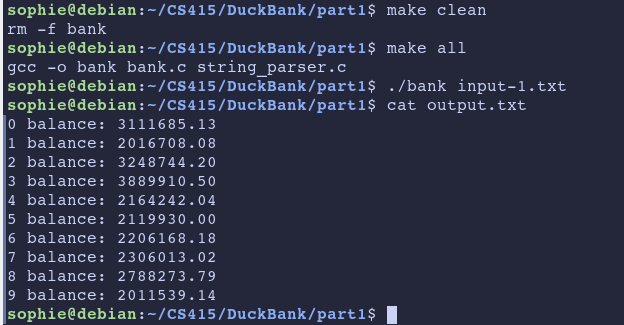 sophie@debian:~/CS415/DuckBank/part1$ make clean
rm -f bank
sophie@debian:~/CS415/DuckBank/part1$ make all
gcc -o bank bank.c string_parser.c
sophie@debian:~/CS415/DuckBank/part1$ ./bank input-1.txt
sophie@debian:~/CS415/DuckBank/part1$ cat output.txt
0 balance: 3111685.13
1 balance: 2016708.08
2 balance: 3248744.20
3 balance: 3889910.50
4 balance: 2164242.04
5 balance: 2119930.00
6 balance: 2206168.18
7 balance: 2306013.02
8 balance: 2788273.79
9 balance: 2011539.14
sophie@debian:~/CS415/DuckBank/part1$